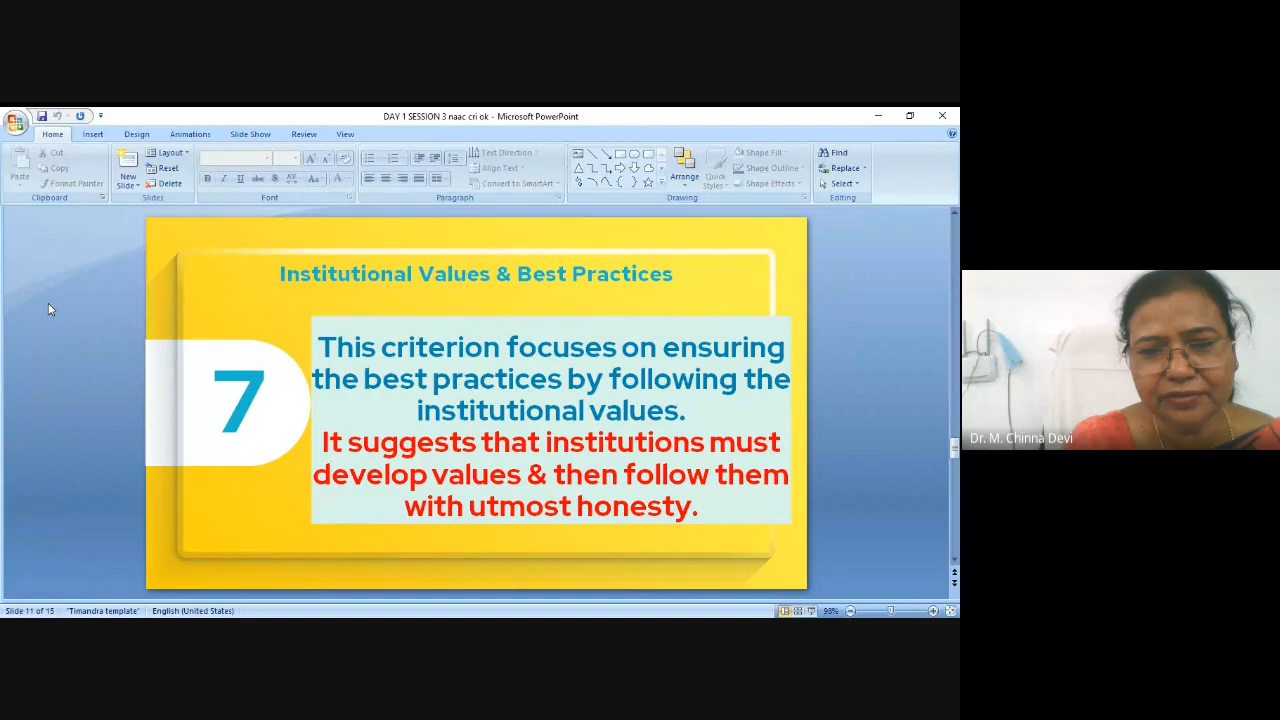 DAY 1 SESSION 3 naac cri ok - Microsoft PowerPoint
Home Insert Design Animations Slide Show Review View
Paste
Cut
Copy
Format Painter
Clipboard
New Slide
Layout
Reset
Delete
Slides
B I U abc S AV Aa A
Font
Text Direction
Align Text
Convert to SmartArt
Paragraph
Arrange
Quick Styles
Shape Fill
Shape Outline
Shape Effects
Drawing
Find
Replace
Select
Editing
Institutional Values & Best Practices
7
This criterion focuses on ensuring
the best practices by following the
institutional values.
It suggests that institutions must
develop values & then follow them
with utmost honesty.
Dr. M. Chinna Devi
Slide 11 of 15 "Timandra template" English (United States) 98%